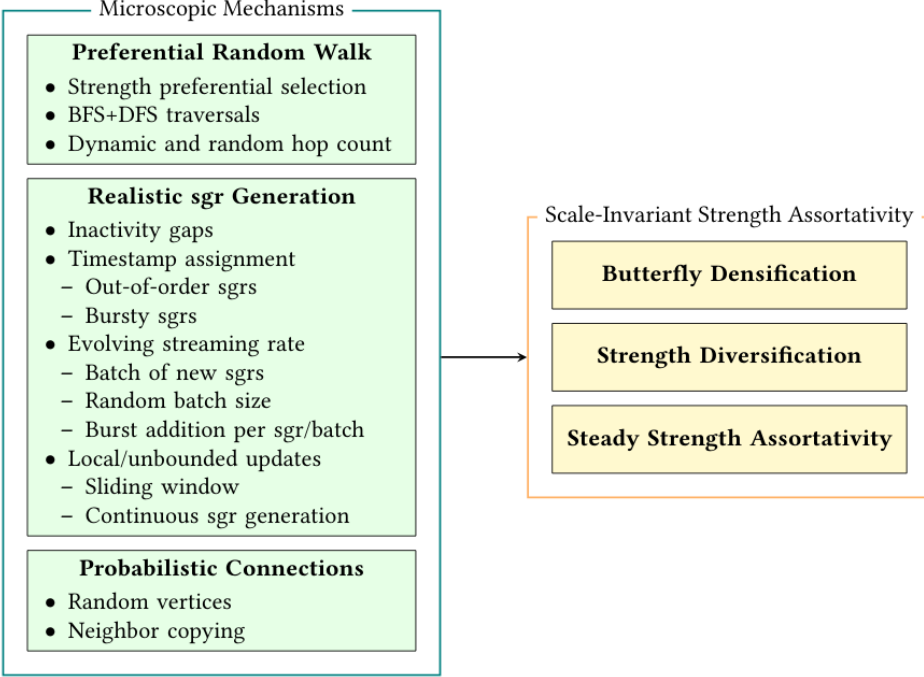 Microscopic Mechanisms
Preferential Random Walk
• Strength preferential selection
• BFS+DFS traversals
• Dynamic and random hop count
Realistic sgr Generation
• Inactivity gaps
• Timestamp assignment
– Out-of-order sgrs
– Bursty sgrs
• Evolving streaming rate
– Batch of new sgrs
– Random batch size
– Burst addition per sgr/batch
• Local/unbounded updates
– Sliding window
– Continuous sgr generation
Probabilistic Connections
• Random vertices
• Neighbor copying
Scale-Invariant Strength Assortativity
Butterfly Densification
Strength Diversification
Steady Strength Assortativity